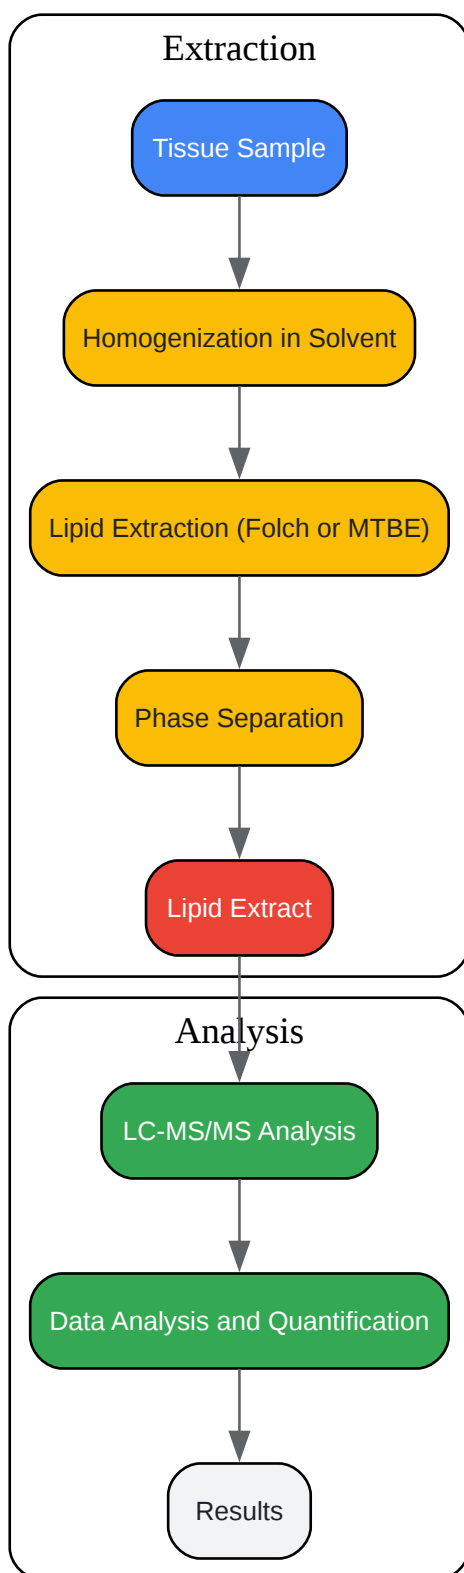 Extraction
Tissue Sample
Homogenization in Solvent
Lipid Extraction (Folch or MTBE)
Phase Separation
Lipid Extract
Analysis
LC-MS/MS Analysis
Data Analysis and Quantification
Results